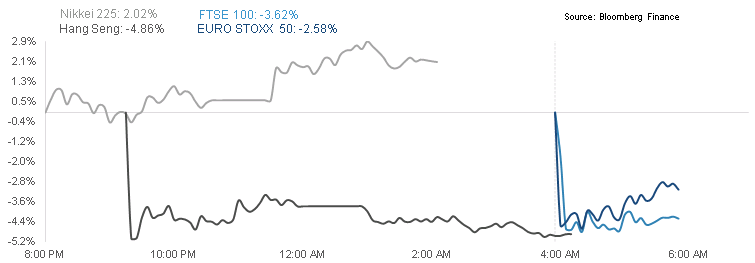 Nikkei 225: 2.02%
FTSE 100: -3.62%
Source: Bloomberg Finance
Hang Seng: -4.86%
EURO STOXX 50: -2.58%
2.9%
2.1%
1.3%
0.5%
-0.4%
-1.2%
-2.0%
-2.8%
-3.6%
-4.4%
-5.2%
8:00 PM
10:00 PM
12:00 AM
2:00 AM
4:00 AM
6:00 AM